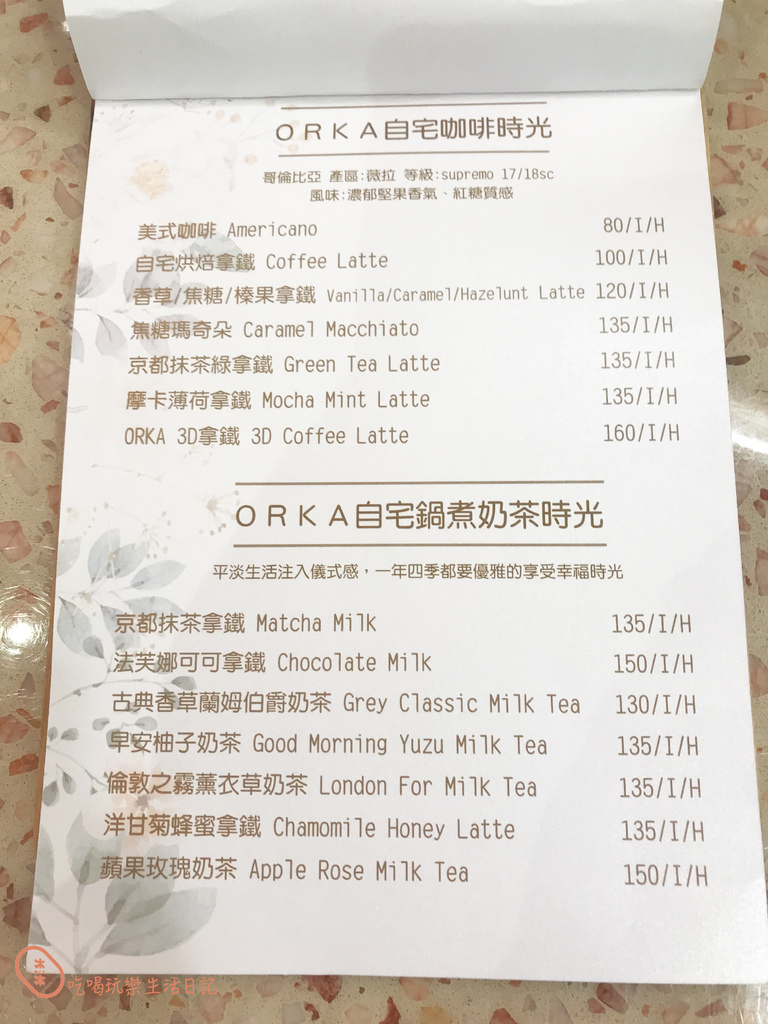 ORKA自宅咖啡時光
哥倫比亞 產區:薇拉 等級:supremo 17/18sc
風味:濃郁堅果香氣、紅糖質感
美式咖啡 Americano 80/I/H
自宅烘焙拿鐵 Coffee Latte 100/I/H
香草/焦糖/榛果拿鐵 Vanilla/Caramel/Hazelunt Latte 120/I/H
焦糖瑪奇朵 Caramel Macchiato 135/I/H
京都抹茶綠拿鐵 Green Tea Latte 135/I/H
摩卡薄荷拿鐵 Mocha Mint Latte 135/I/H
ORKA 3D拿鐵 3D Coffee Latte 160/I/H
ORKA自宅鍋煮奶茶時光
平淡生活注入儀式感，一年四季都要優雅的享受幸福時光
京都抹茶拿鐵 Matcha Milk 135/I/H
法芙娜可可拿鐵 Chocolate Milk 150/I/H
古典香草蘭姆伯爵奶茶 Grey Classic Milk Tea 130/I/H
早安柚子奶茶 Good Morning Yuzu Milk Tea 135/I/H
倫敦之霧薰衣草奶茶 London For Milk Tea 135/I/H
洋甘菊蜂蜜拿鐵 Chamomile Honey Latte 135/I/H
蘋果玫瑰奶茶 Apple Rose Milk Tea 150/I/H
吃喝玩樂生活日記